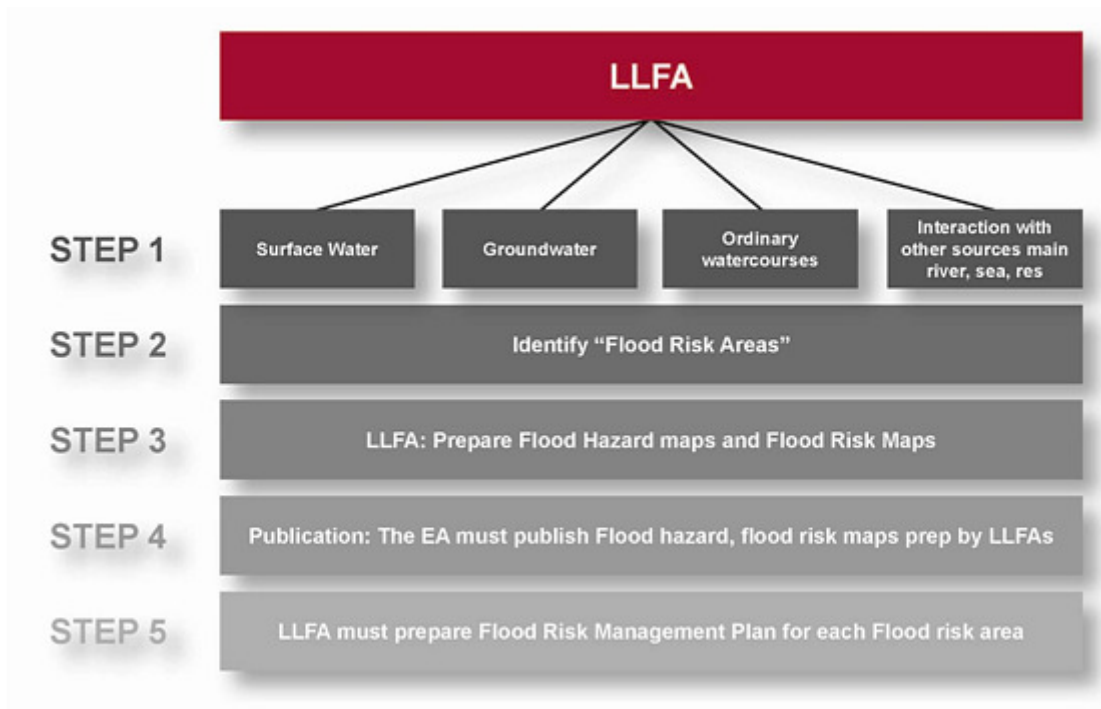 LLFA
STEP 1
Surface Water
Groundwater
Ordinary
watercourses
Interaction with
other sources main
river, sea, res
STEP 2
Identify “Flood Risk Areas”
STEP 3
LLFA: Prepare Flood Hazard maps and Flood Risk Maps
STEP 4
Publication: The EA must publish Flood hazard, flood risk maps prep by LLFAs
STEP 5
LLFA must prepare Flood Risk Management Plan for each Flood risk area